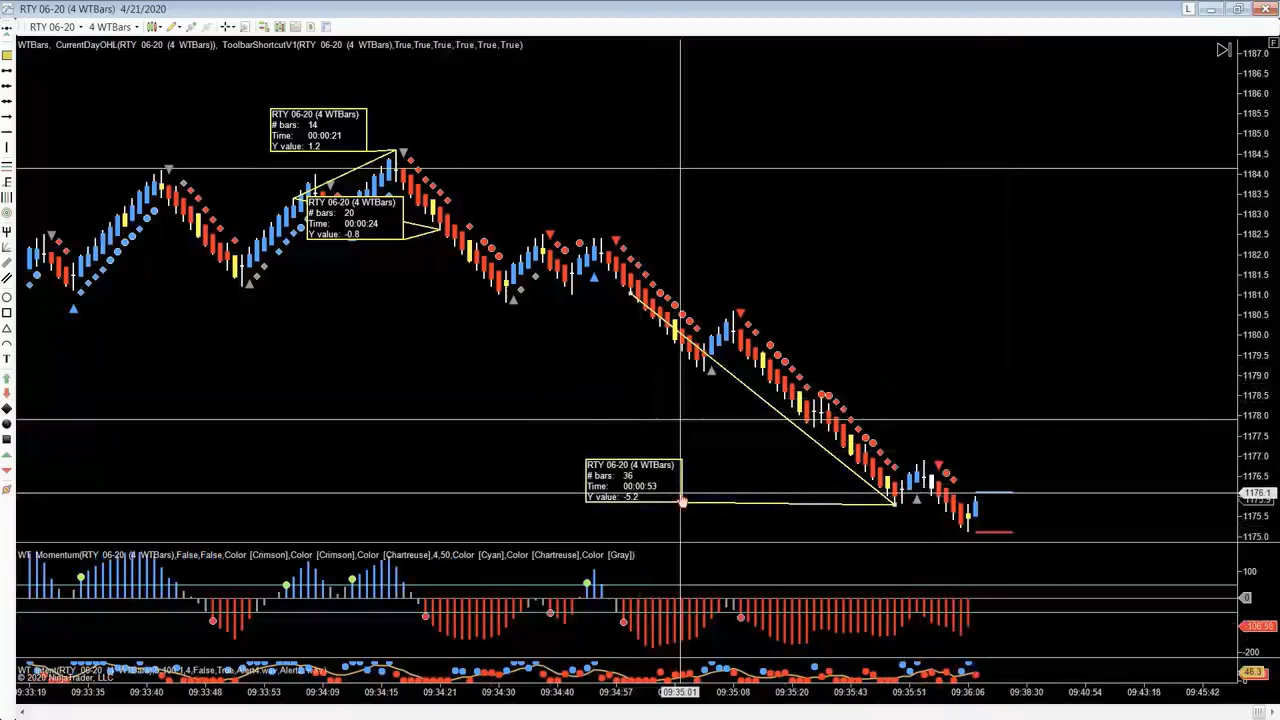 RTY 06-20 (4 WTBars) 4/21/2020
L
RTY 06-20 4 WTBars
WTBars, CurrentDayOHL(RTY 06-20 (4 WTBars)), ToolbarShortcutV1(RTY 06-20 (4 WTBars),True,True,True,True,True,True)
F
1187.0
1186.5
1186.0
1185.5
1185.0
1184.5
1184.0
1183.5
1183.0
1182.5
1182.0
1181.5
1181.0
1180.5
1180.0
1179.5
1179.0
1178.5
1178.0
1177.5
1177.0
1176.5
1176.1
1175.5
1175.0
RTY 06-20 (4 WTBars)
# bars: 14
Time: 00:00:21
Y value: 1.2
RTY 06-20 (4 WTBars)
# bars: 20
Time: 00:00:24
Y value: -0.8
RTY 06-20 (4 WTBars)
# bars: 36
Time: 00:00:53
Y value: -5.2
WT_Momentum(RTY 06-20 (4 WTBars),False,False,Color [Crimson],Color [Crimson],Color [Chartreuse],4,50,Color [Cyan],Color [Chartreuse],Color [Gray])
100
0
-106.58
-200
46.3
© 2020 NinjaTrader, LLC
09:33:19 09:33:35 09:33:40 09:33:48 09:33:53 09:34:09 09:34:15 09:34:21 09:34:30 09:34:40 09:34:57 09:35:01 09:35:08 09:35:20 09:35:43 09:35:51 09:36:06 09:38:30 09:40:54 09:43:18 09:45:42